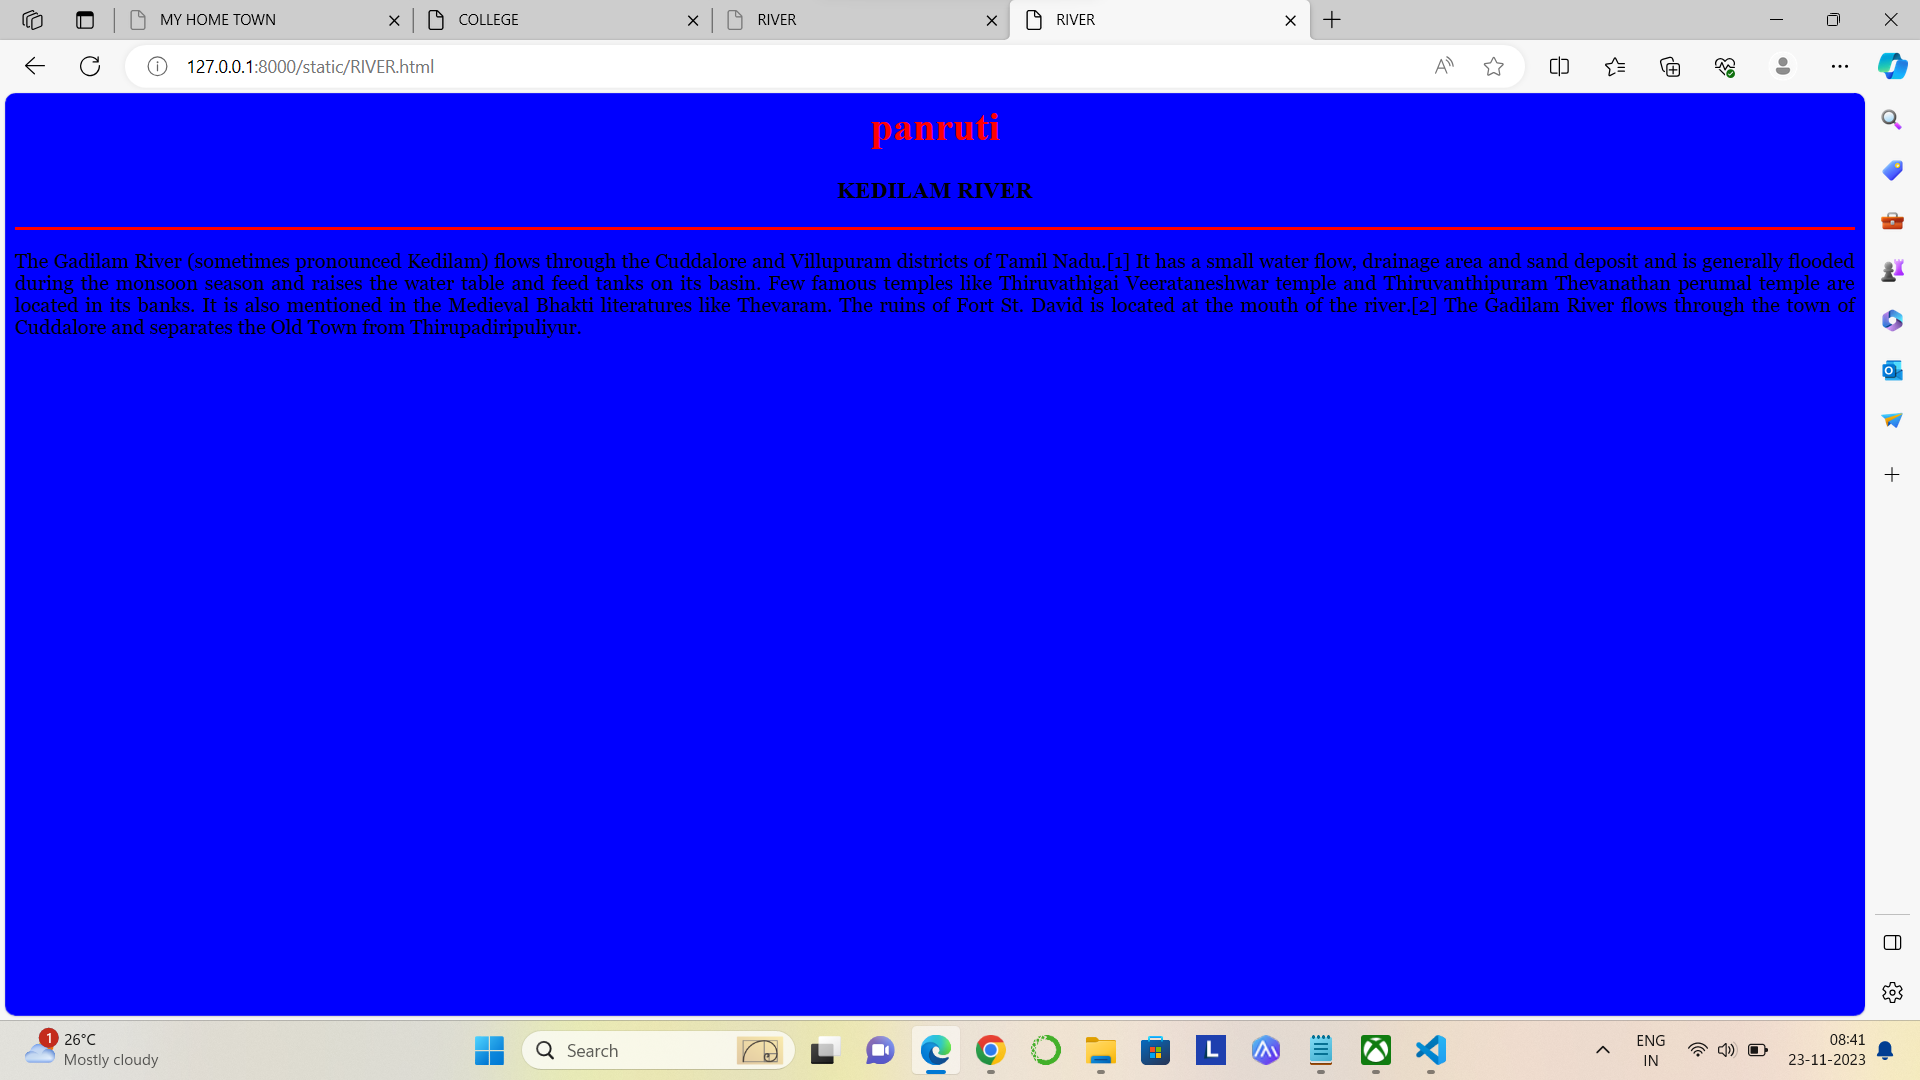 MY HOME TOWN
COLLEGE
RIVER
RIVER
127.0.0.1:8000/static/RIVER.html
panruti
KEDILAM RIVER
The Gadilam River (sometimes pronounced Kedilam) flows through the Cuddalore and Villupuram districts of Tamil Nadu.[1] It has a small water flow, drainage area and sand deposit and is generally flooded
during the monsoon season and raises the water table and feed tanks on its basin. Few famous temples like Thiruvathigai Veerataneshwar temple and Thiruvanthipuram Thevanathan perumal temple are
located in its banks. It is also mentioned in the Medieval Bhakti literatures like Thevaram. The ruins of Fort St. David is located at the mouth of the river.[2] The Gadilam River flows through the town of
Cuddalore and separates the Old Town from Thirupadiripuliyur.
1
26°C
Mostly cloudy
Search
L
ENG
IN
08:41
23-11-2023